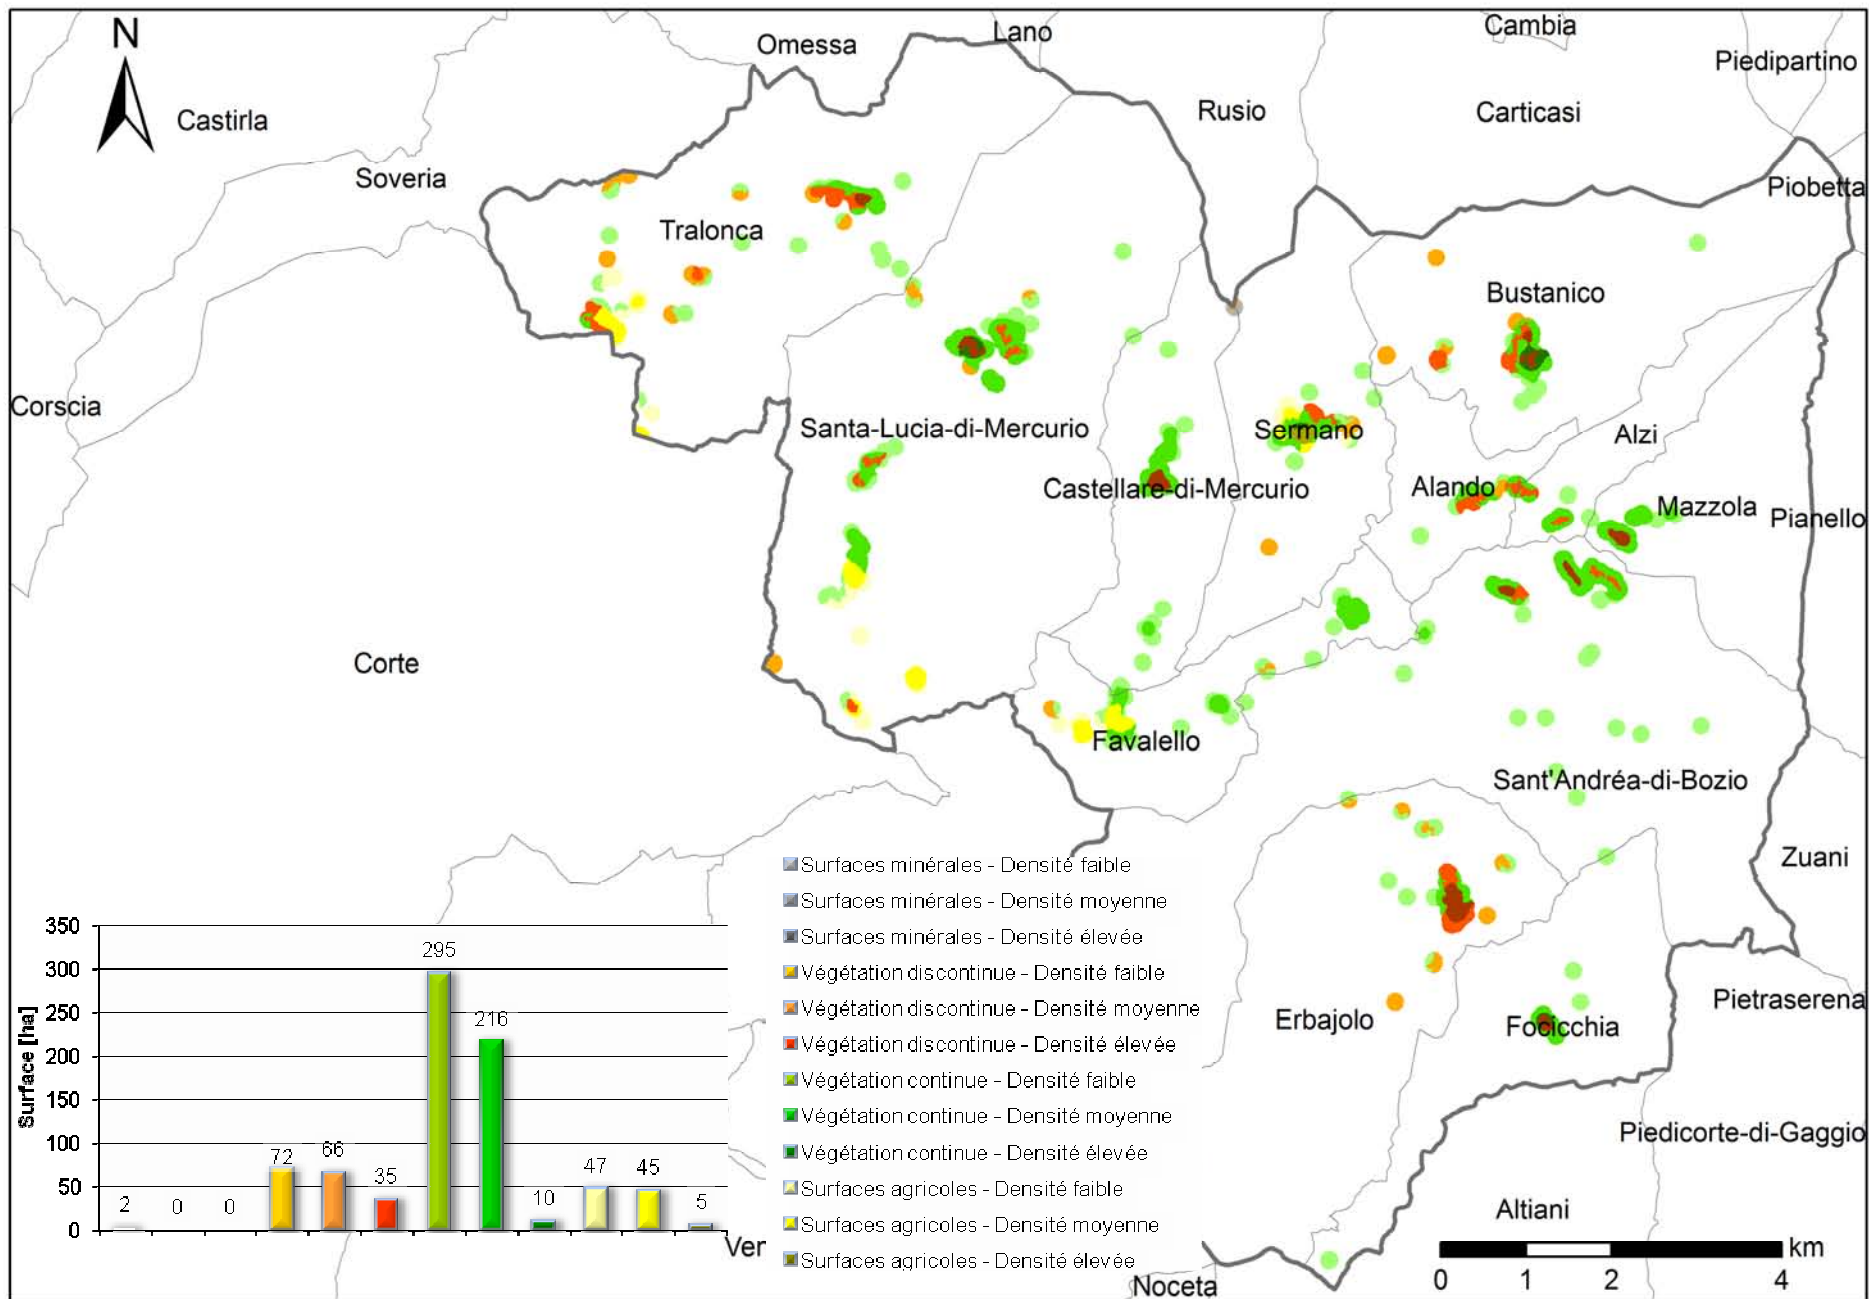 N
Omessa
Lano
Cambia
Piedipartino
Castirla
Rusio
Carticasi
Soveria
Piobetta
Tralonca
Bustanico
Corscia
Santa-Lucia-di-Mercurio
Sermano
Alzi
Castellare-di-Mercurio
Alando
Mazzola
Pianello
Corte
Favalello
Sant'Andréa-di-Bozio
Zuani
Erbajolo
Focicchia
Pietraserena
Piedicorte-di-Gaggio
Altiani
Ver
Noceta
km
0 1 2 4
Surface [ha]
350
300
250
200
150
100
50
0
2 0 0 72 66 35 295 216 10 47 45 5
Surfaces minérales - Densité faible
Surfaces minérales - Densité moyenne
Surfaces minérales - Densité élevée
Végétation discontinue - Densité faible
Végétation discontinue - Densité moyenne
Végétation discontinue - Densité élevée
Végétation continue - Densité faible
Végétation continue - Densité moyenne
Végétation continue - Densité élevée
Surfaces agricoles - Densité faible
Surfaces agricoles - Densité moyenne
Surfaces agricoles - Densité élevée